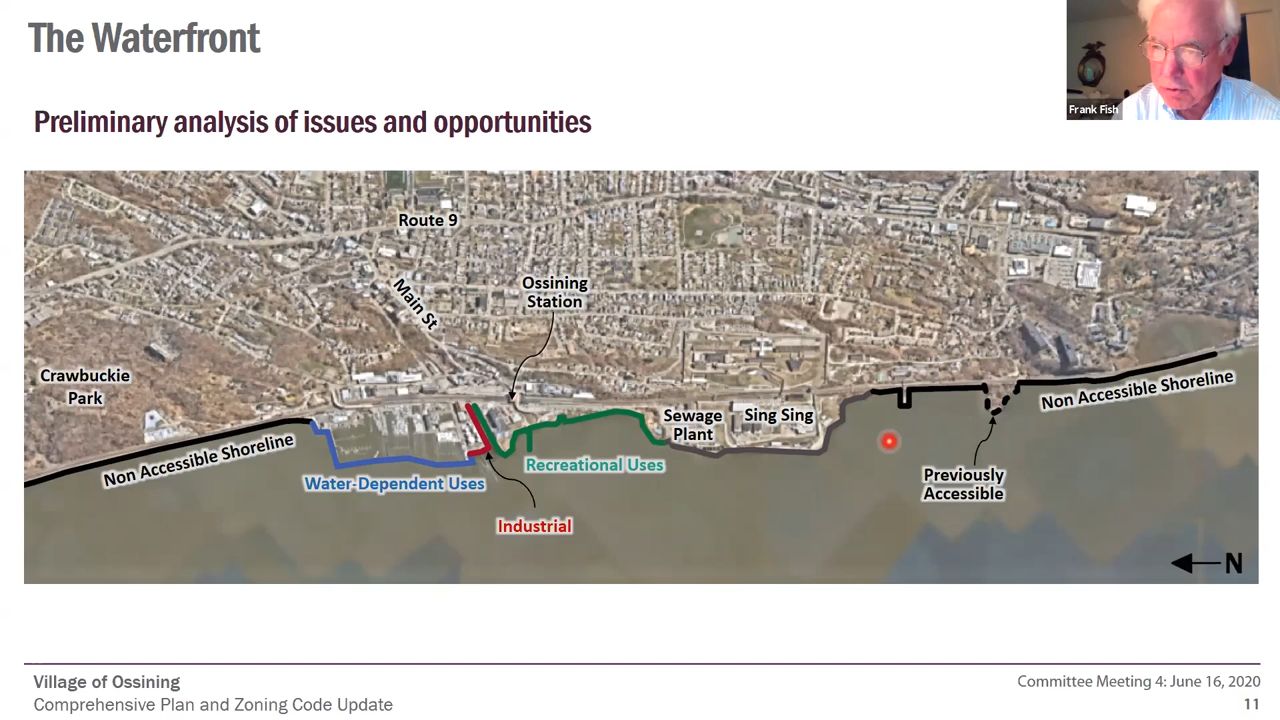 The Waterfront
Frank Fish
Preliminary analysis of issues and opportunities
Route 9
Main St
Ossining
Station
Crawbuckie
Park
Non Accessible Shoreline
Water-Dependent Uses
Industrial
Recreational Uses
Sewage
Plant
Sing Sing
Previously
Accessible
Non Accessible Shoreline
N
Village of Ossining
Comprehensive Plan and Zoning Code Update
Committee Meeting 4: June 16, 2020
11